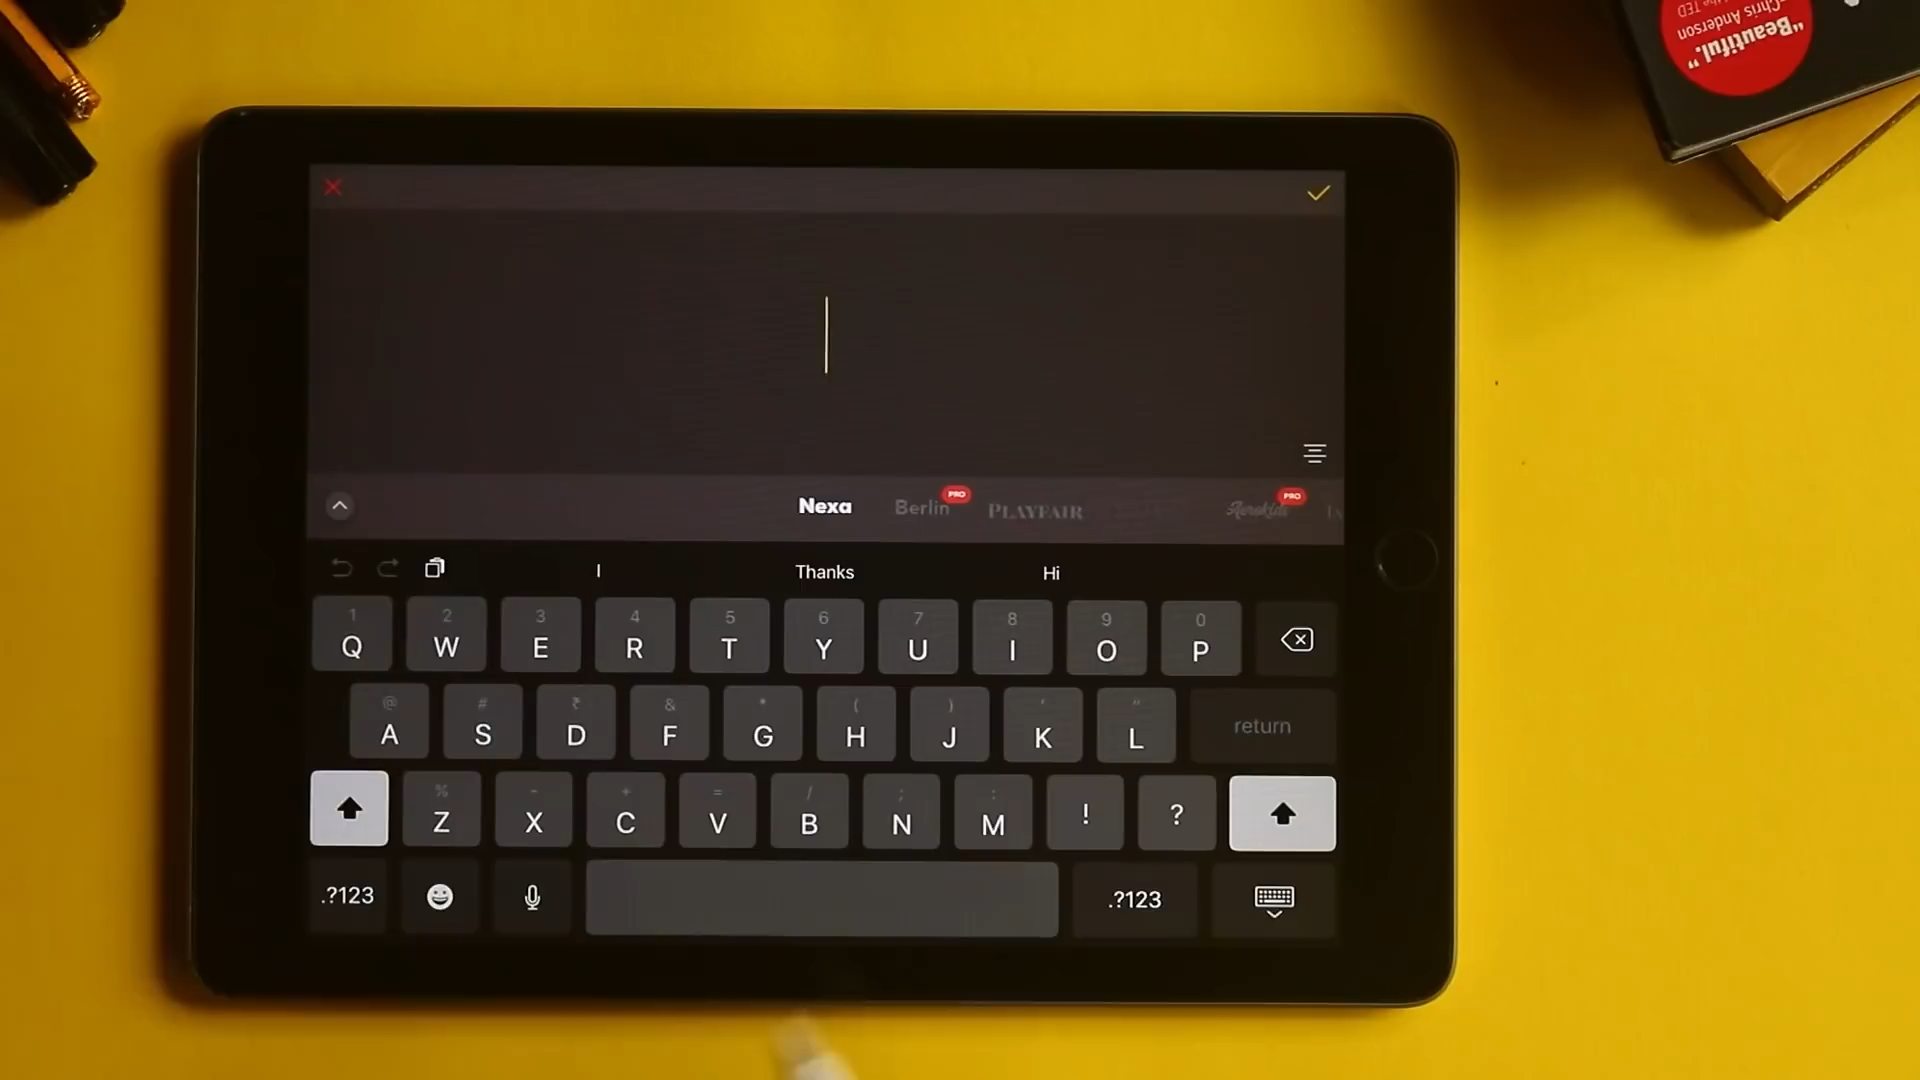 "Beautiful."
-Chris Anderson
TED
Nexa
Berlin
PRO
PLAYFAIR
Aerokids
PRO
I
Thanks
Hi
1 2 3 4 5 6 7 8 9 0
Q W E R T Y U I O P
@ # ₹ & * ( ) ' "
A S D F G H J K L
return
% - + = / ; :
Z X C V B N M ! ?
.?123
.?123